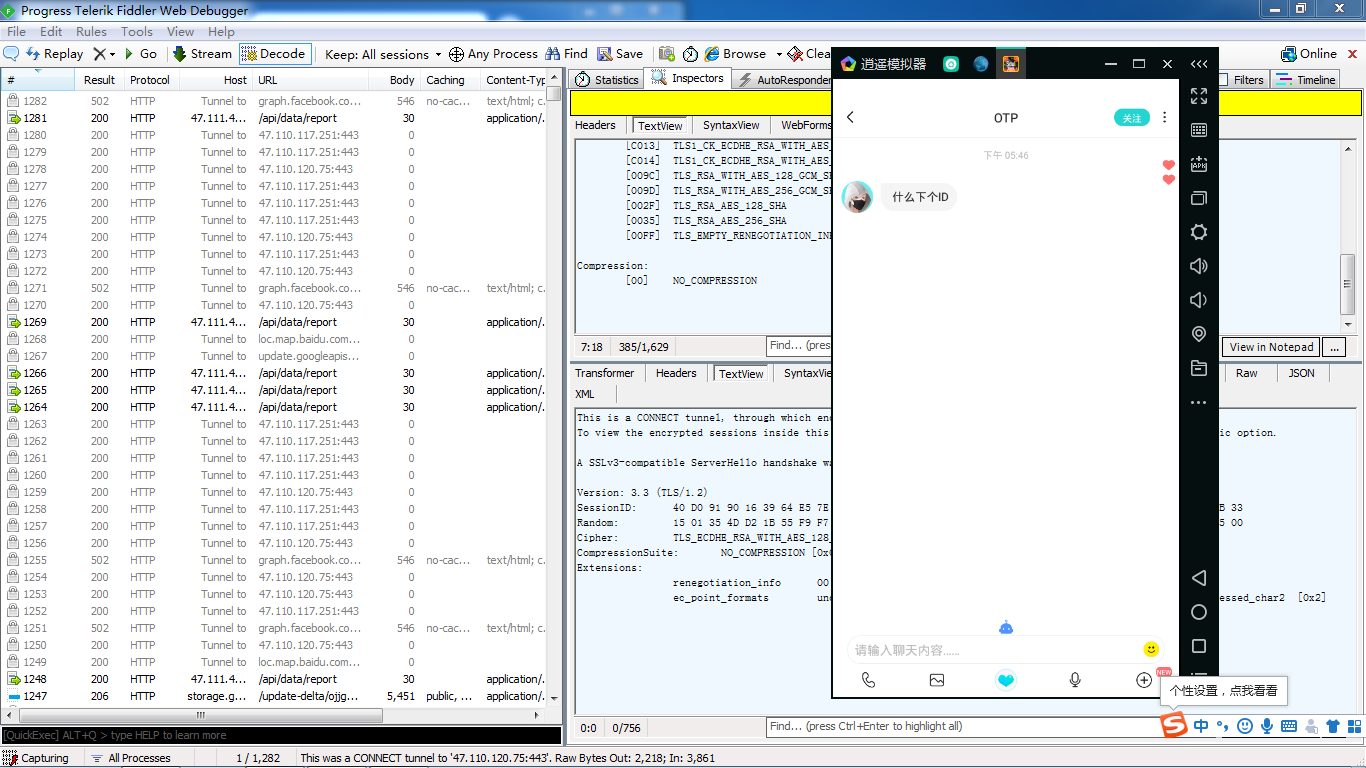 Progress Telerik Fiddler Web Debugger
File Edit Rules Tools View Help
Replay Go Stream Decode Keep: All sessions Any Process Find Save Browse Clea Online
# Result Protocol Host URL Body Caching Content-Typ
1282 502 HTTP Tunnel to graph.facebook.co... 546 no-cac... text/html; c.
1281 200 HTTP 47.111.4... /api/data/report 30 application/.
1280 200 HTTP Tunnel to 47.110.117.251:443 0
1279 200 HTTP Tunnel to 47.110.117.251:443 0
1278 200 HTTP Tunnel to 47.110.120.75:443 0
1277 200 HTTP Tunnel to 47.110.117.251:443 0
1276 200 HTTP Tunnel to 47.110.117.251:443 0
1275 200 HTTP Tunnel to 47.110.117.251:443 0
1274 200 HTTP Tunnel to 47.110.120.75:443 0
1273 200 HTTP Tunnel to 47.110.117.251:443 0
1272 200 HTTP Tunnel to 47.110.120.75:443 0
1271 502 HTTP Tunnel to graph.facebook.co... 546 no-cac... text/html; c.
1270 200 HTTP Tunnel to 47.110.120.75:443 0
1269 200 HTTP 47.111.4... /api/data/report 30 application/.
1268 200 HTTP Tunnel to loc.map.baidu.com... 0
1267 200 HTTP Tunnel to update.googleapis... 0
1266 200 HTTP 47.111.4... /api/data/report 30 application/.
1265 200 HTTP 47.111.4... /api/data/report 30 application/.
1264 200 HTTP 47.111.4... /api/data/report 30 application/.
1263 200 HTTP Tunnel to 47.110.117.251:443 0
1262 200 HTTP Tunnel to 47.110.117.251:443 0
1261 200 HTTP Tunnel to 47.110.117.251:443 0
1260 200 HTTP Tunnel to 47.110.117.251:443 0
1259 200 HTTP Tunnel to 47.110.120.75:443 0
1258 200 HTTP Tunnel to 47.110.117.251:443 0
1257 200 HTTP Tunnel to 47.110.117.251:443 0
1256 200 HTTP Tunnel to 47.110.120.75:443 0
1255 502 HTTP Tunnel to graph.facebook.co... 546 no-cac... text/html; c.
1254 200 HTTP Tunnel to 47.110.120.75:443 0
1253 200 HTTP Tunnel to 47.110.120.75:443 0
1252 200 HTTP Tunnel to 47.110.117.251:443 0
1251 502 HTTP Tunnel to graph.facebook.co... 546 no-cac... text/html; c.
1250 200 HTTP Tunnel to 47.110.120.75:443 0
1249 200 HTTP Tunnel to loc.map.baidu.com... 0
1248 200 HTTP 47.111.4... /api/data/report 30 application/.
1247 206 HTTP storage.g... /update-delta/ojjg... 5,451 public, ... application/.
[QuickExec] ALT+Q > type HELP to learn more
Capturing All Processes 1 / 1,282 This was a CONNECT tunnel to '47.110.120.75:443'. Raw Bytes Out: 2,218; In: 3,861
Statistics Inspectors AutoResponder Filters Timeline
Headers TextView SyntaxView WebForms
[C013] TLS1_CK_ECDHE_RSA_WITH_AES_
[C014] TLS1_CK_ECDHE_RSA_WITH_AES_
[009C] TLS_RSA_WITH_AES_128_GCM_SH
[009D] TLS_RSA_WITH_AES_256_GCM_SH
[002F] TLS_RSA_AES_128_SHA
[0035] TLS_RSA_AES_256_SHA
[00FF] TLS_EMPTY_RENEGOTIATION_INF
Compression:
[00] NO_COMPRESSION
7:18 385/1,629 Find... (pres View in Notepad ...
Transformer Headers TextView SyntaxVie Raw JSON
XML
This is a CONNECT tunnel, through which enc
To view the encrypted sessions inside this ic option.
A SSLv3-compatible ServerHello handshake wa
Version: 3.3 (TLS/1.2)
SessionID: 40 D0 91 90 16 39 64 E5 7E B 33
Random: 15 01 35 4D D2 1B 55 F9 F7 5 00
Cipher: TLS_ECDHE_RSA_WITH_AES_128_
CompressionSuite: NO_COMPRESSION [0x0
Extensions:
renegotiation_info 00
ec_point_formats unc essed_char2 [0x2]
0:0 0/756 Find... (press Ctrl+Enter to highlight all)
逍遥模拟器
OTP 关注
下午 05:46
什么下个ID
请输入聊天内容......
NEW
APK
个性设置，点我看看
S 中